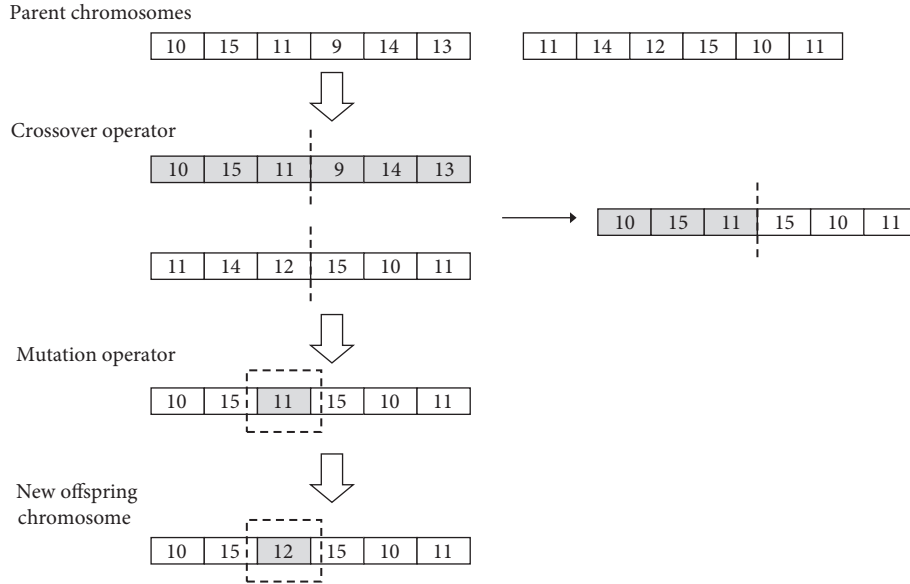 Parent chromosomes
10 15 11 9 14 13
11 14 12 15 10 11
Crossover operator
10 15 11 9 14 13
10 15 11 15 10 11
11 14 12 15 10 11
Mutation operator
10 15 11 15 10 11
New offspring
chromosome
10 15 12 15 10 11